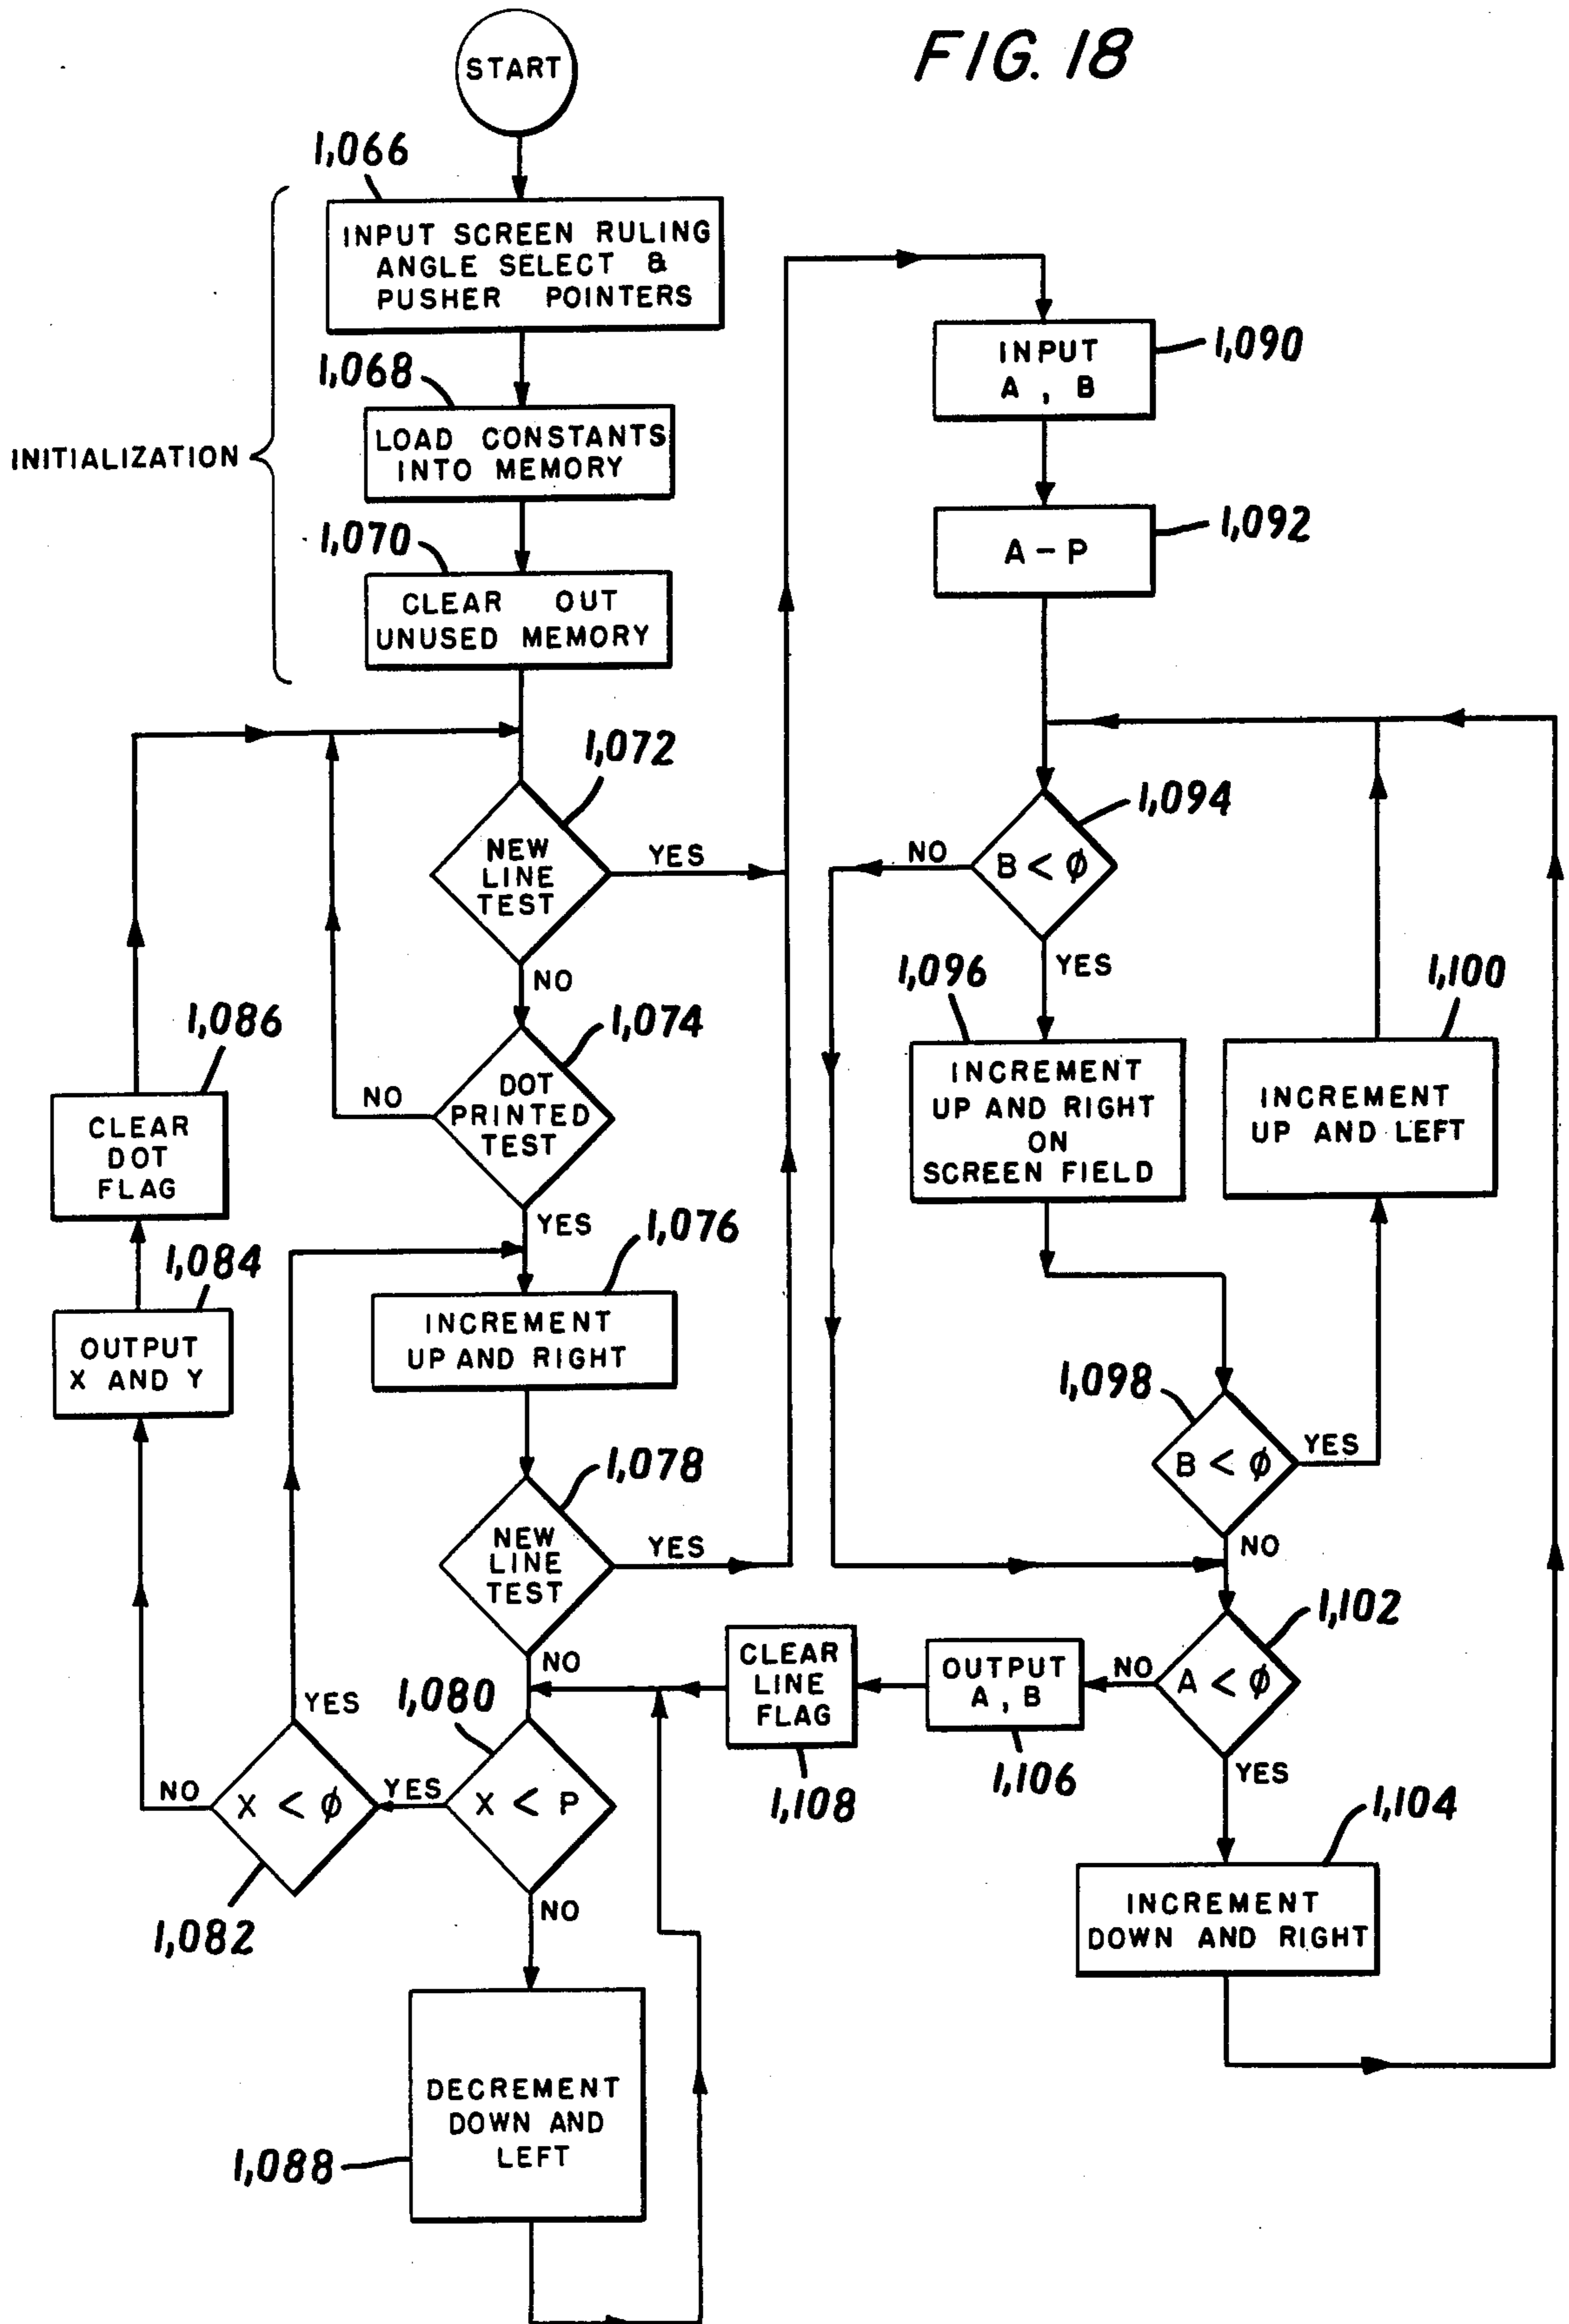 FIG. 18
START
1,066
INPUT SCREEN RULING
ANGLE SELECT &
PUSHER POINTERS
1,068
LOAD CONSTANTS
INTO MEMORY
INITIALIZATION
1,070
CLEAR OUT
UNUSED MEMORY
1,072
NEW
LINE
TEST
YES
NO
1,074
DOT
PRINTED
TEST
NO
YES
1,086
CLEAR
DOT
FLAG
1,084
OUTPUT
X AND Y
1,076
INCREMENT
UP AND RIGHT
1,078
NEW
LINE
TEST
YES
NO
1,080
X < P
YES
NO
X < φ
YES
NO
1,082
DECREMENT
DOWN AND
LEFT
1,088
INPUT
A , B
1,090
A - P
1,092
1,094
B < φ
NO
YES
1,096
INCREMENT
UP AND RIGHT
ON
SCREEN FIELD
1,100
INCREMENT
UP AND LEFT
1,098
B < φ
YES
NO
1,102
A < φ
NO
YES
OUTPUT
A , B
1,106
CLEAR
LINE
FLAG
1,108
1,104
INCREMENT
DOWN AND RIGHT